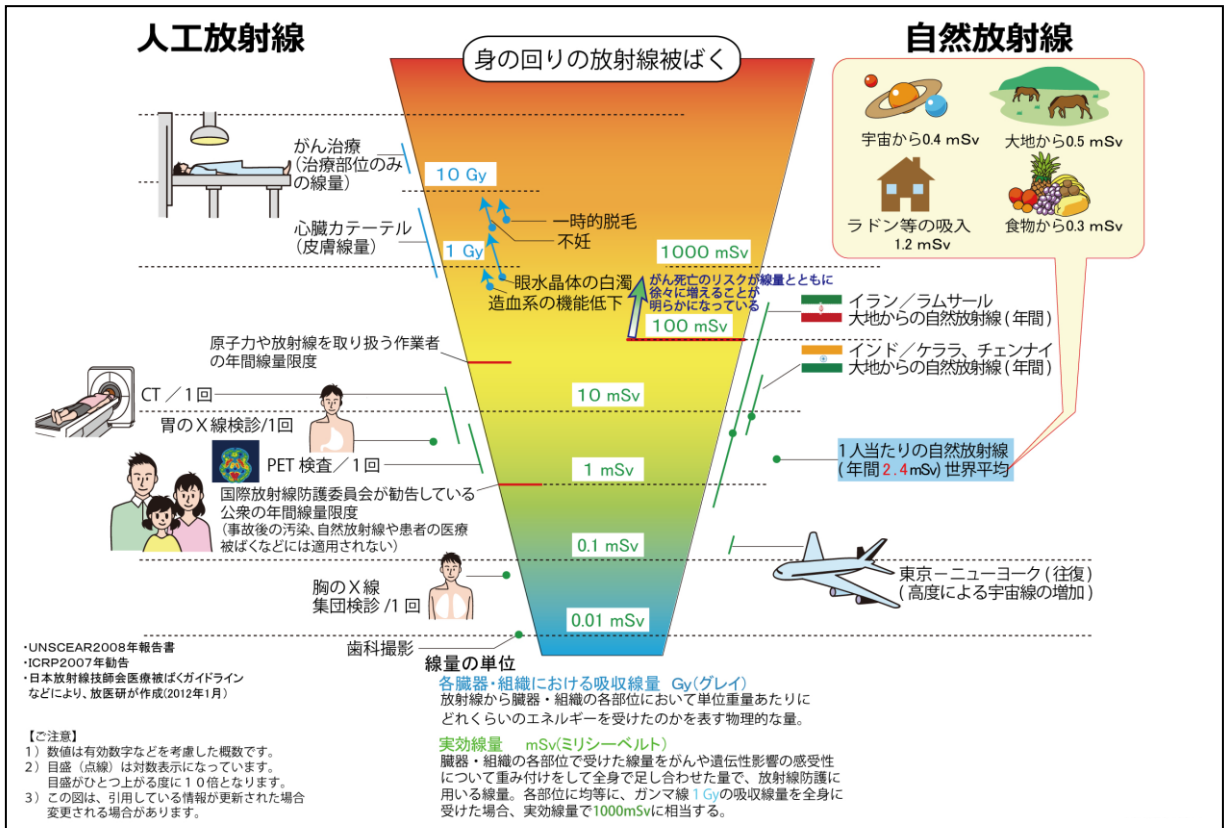 人工放射線
身の回りの放射線被ばく
自然放射線
宇宙から0.4 mSv
大地から0.5 mSv
ラドン等の吸入
1.2 mSv
食物から0.3 mSv
がん治療
(治療部位のみ
の線量)
10 Gy
心臓カテーテル
(皮膚線量)
1 Gy
一時的脱毛
不妊
眼水晶体の白濁
造血系の機能低下
1000 mSv
がん死亡のリスクが線量とともに
徐々に増えることが
明らかになっている
100 mSv
イラン/ラムサール
大地からの自然放射線(年間)
原子力や放射線を取り扱う作業者
の年間線量限度
インド/ケララ、チェンナイ
大地からの自然放射線(年間)
CT/1回
10 mSv
胃のX線検診/1回
PET検査/1回
1 mSv
1人当たりの自然放射線
(年間2.4mSv)世界平均
国際放射線防護委員会が勧告している
公衆の年間線量限度
(事故後の汚染、自然放射線や患者の医療
被ばくなどには適用されない)
0.1 mSv
東京-ニューヨーク(往復)
(高度による宇宙線の増加)
胸のX線
集団検診/1回
0.01 mSv
歯科撮影
・UNSCEAR2008年報告書
・ICRP2007年勧告
・日本放射線技師会医療被ばくガイドライン
などにより、放医研が作成(2012年1月)
【ご注意】
1)数値は有効数字などを考慮した概数です。
2)目盛(点線)は対数表示になっています。
目盛がひとつ上がる度に10倍となります。
3)この図は、引用している情報が更新された場合
変更される場合があります。
線量の単位
各臓器・組織における吸収線量 Gy(グレイ)
放射線から臓器・組織の各部位において単位重量あたりに
どれくらいのエネルギーを受けたのかを表す物理的な量。
実効線量 mSv(ミリシーベルト)
臓器・組織の各部位で受けた線量をがんや遺伝性影響の感受性
について重み付けをして全身で足し合わせた量で、放射線防護に
用いる線量。各部位に均等に、ガンマ線1Gyの吸収線量を全身に
受けた場合、実効線量で1000mSvに相当する。